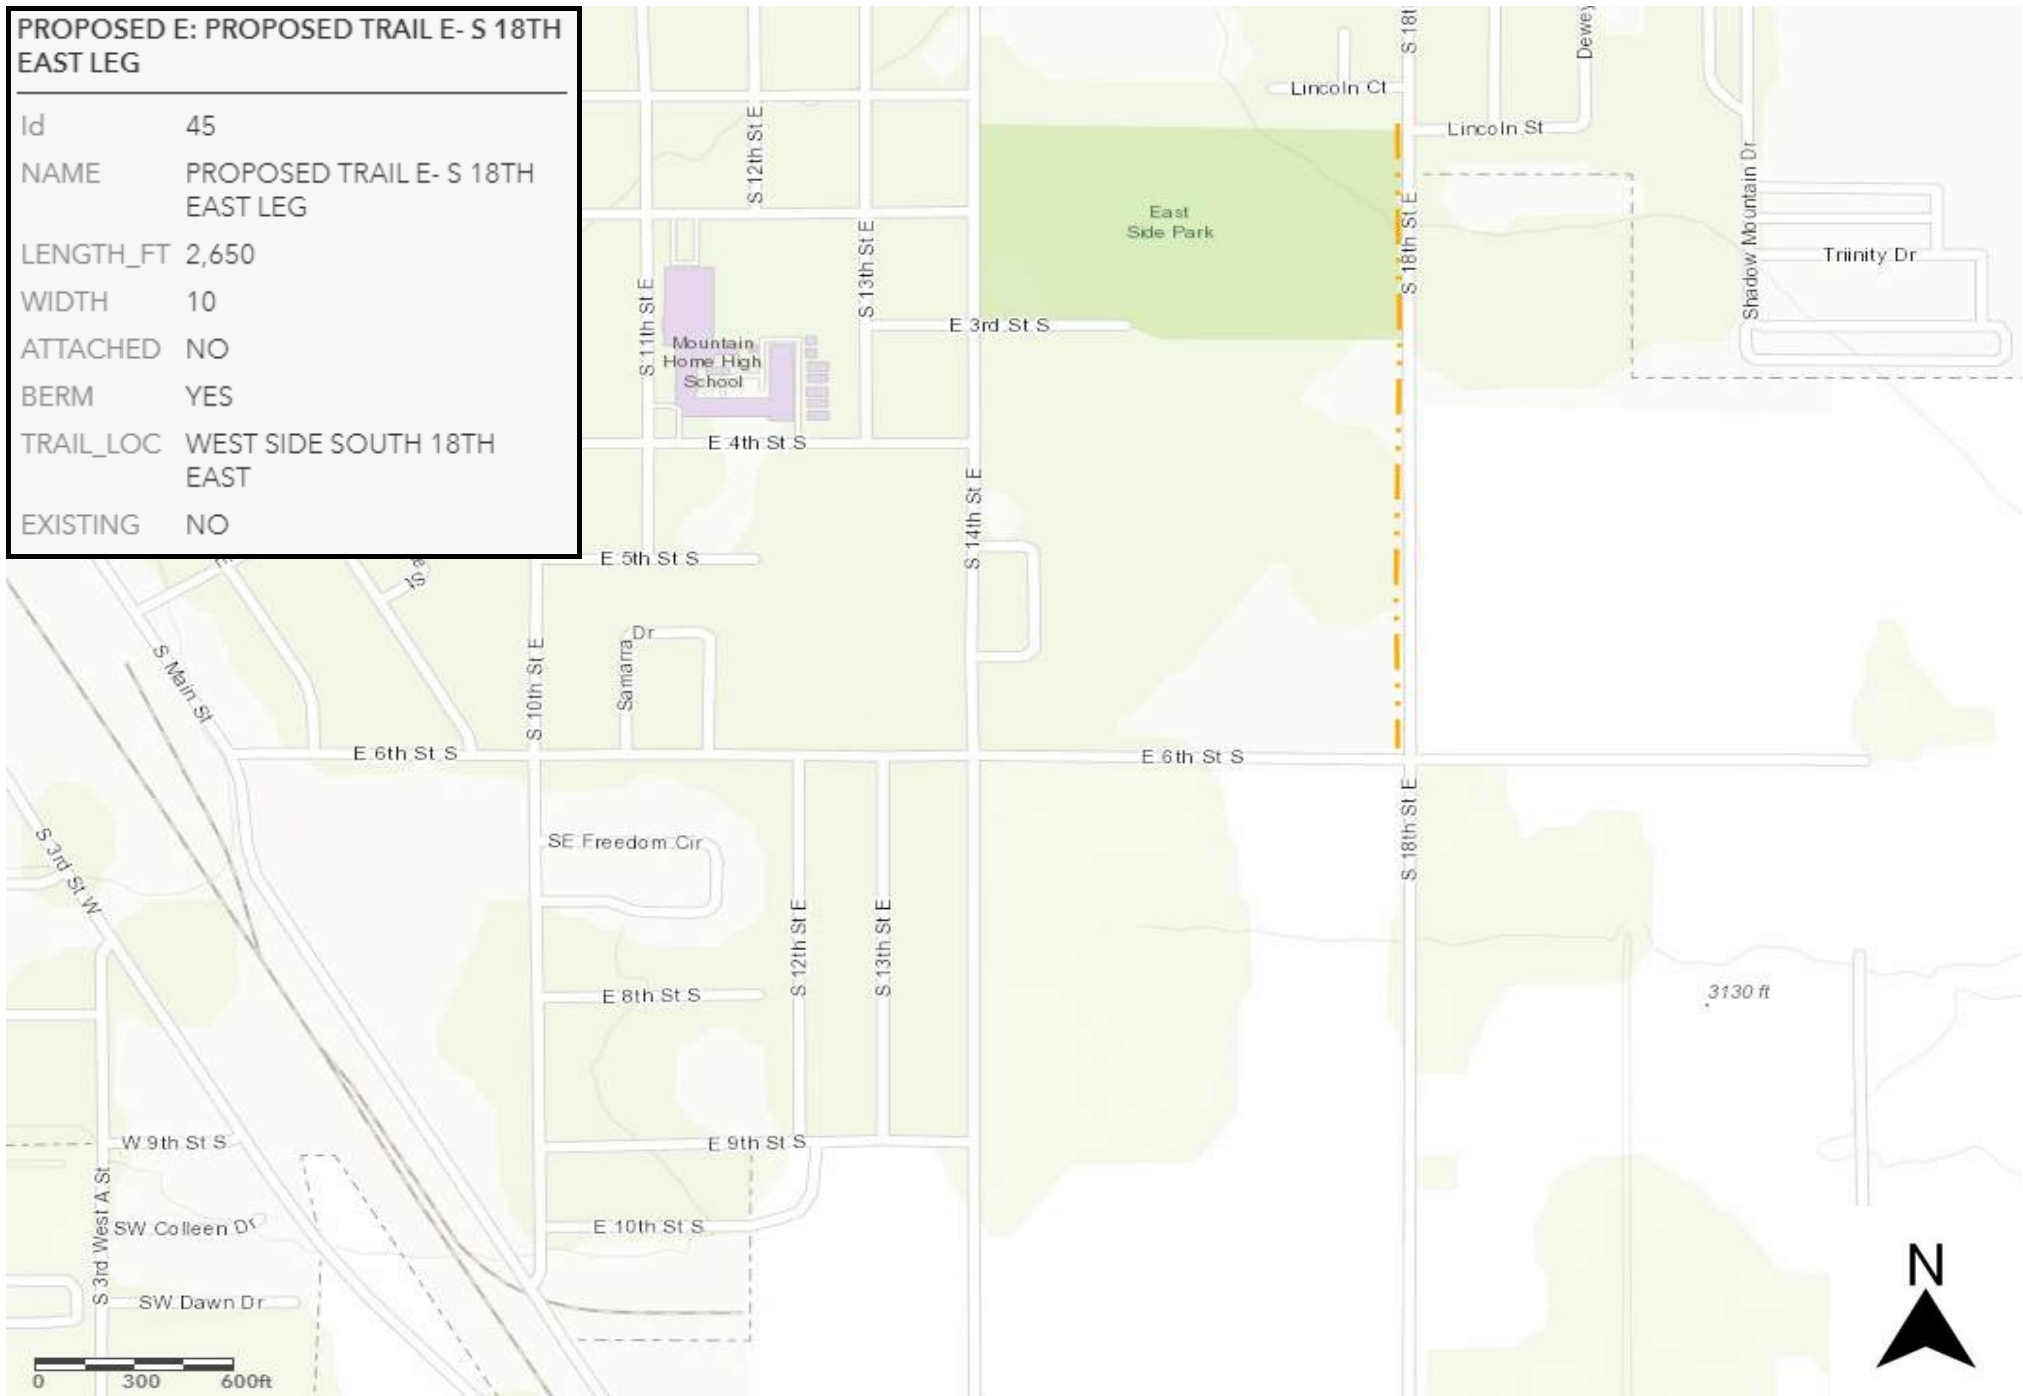 PROPOSED E: PROPOSED TRAIL E- S 18TH
EAST LEG
Id 45
NAME PROPOSED TRAIL E- S 18TH
EAST LEG
LENGTH_FT 2,650
WIDTH 10
ATTACHED NO
BERM YES
TRAIL_LOC WEST SIDE SOUTH 18TH
EAST
EXISTING NO
S 18t
Dewey
Lincoln Ct
Lincoln St
S 12th St E
Shadow Mountain Dr
East
Side Park
S 18th St E
S 13th St E
Triinity Dr
S 11th St E
E 3rd St S
Mountain
Home High
School
E 4th St S
S 14th St E
E 5th St S
Samarra Dr
S Main St
S 10th St E
E 6th St S
E 6th St S
S 18th St E
SE Freedom Cir
S 3rd St W
S 12th St E
S 13th St E
E 8th St S
3130 ft
W 9th St S
E 9th St S
S 3rd West A St
SW Colleen Dr
E 10th St S
SW Dawn Dr
N
0 300 600ft